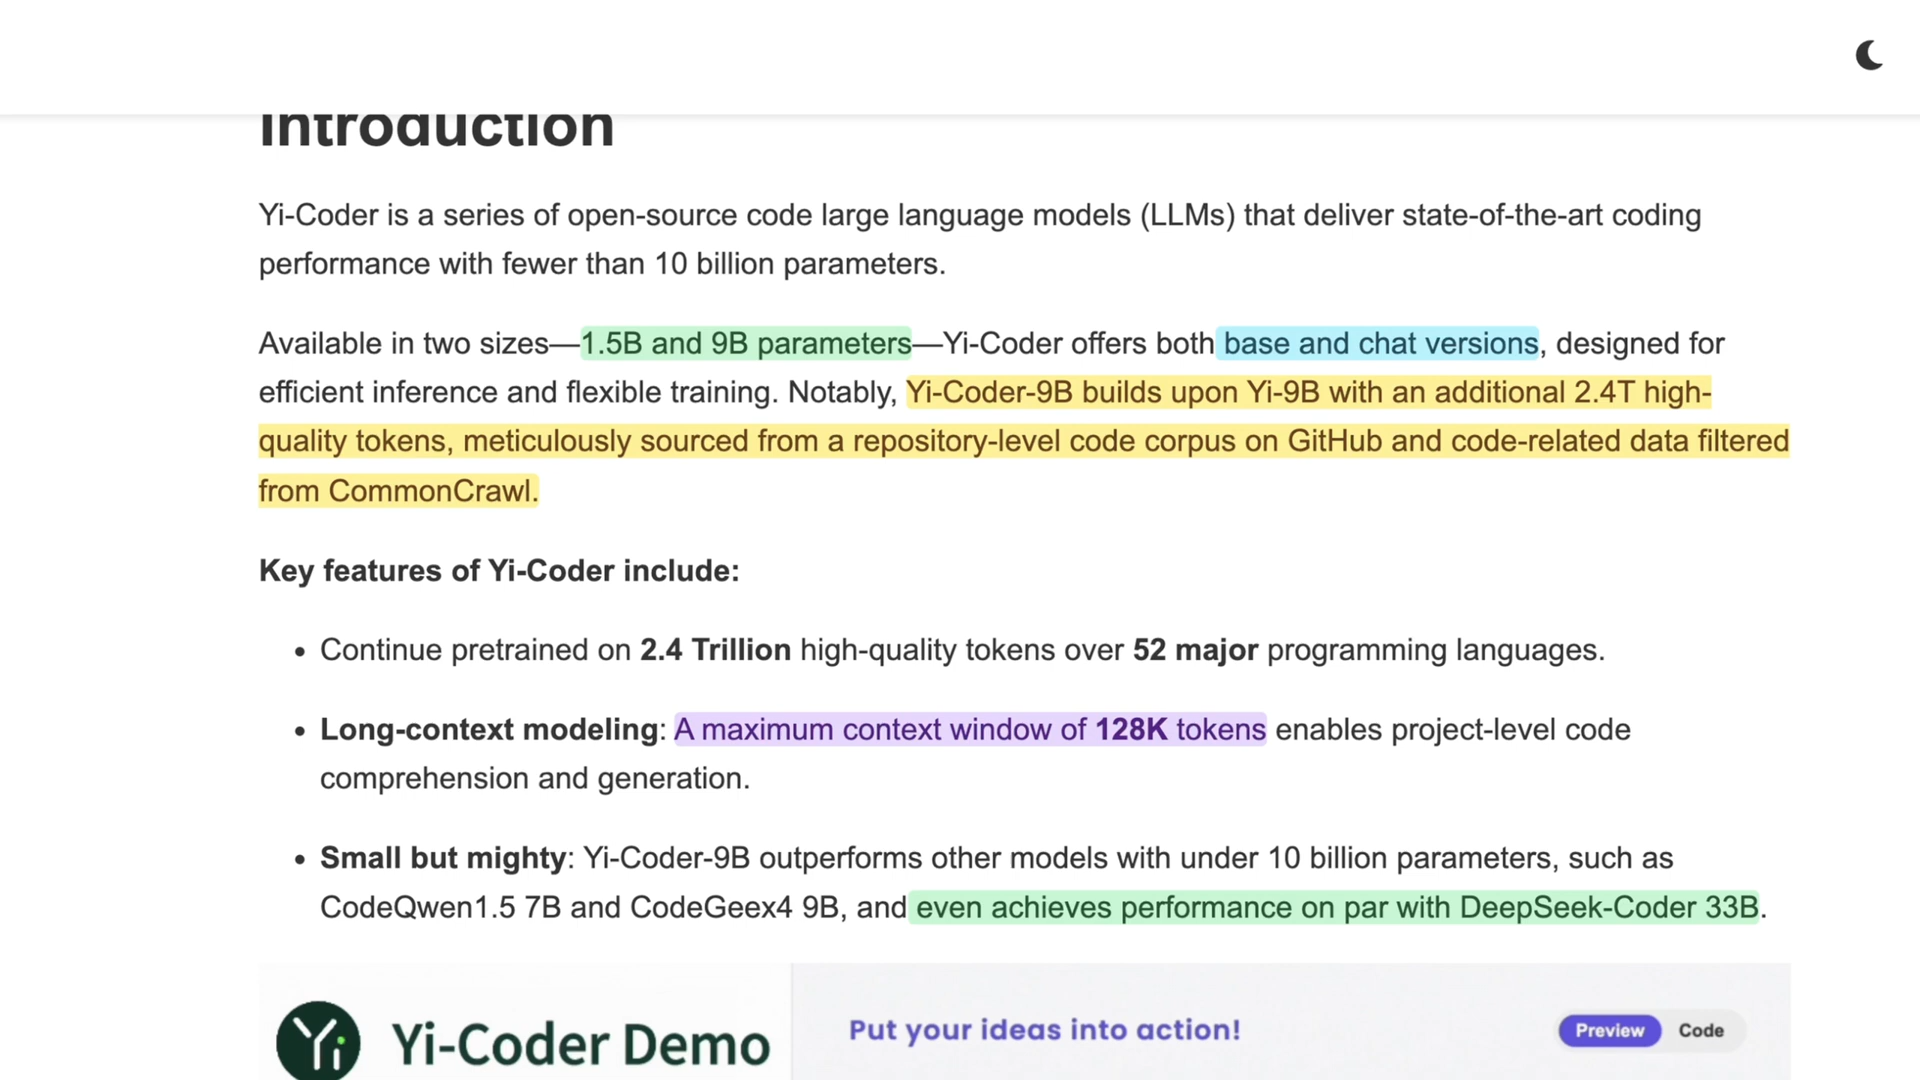 Introduction
Yi-Coder is a series of open-source code large language models (LLMs) that deliver state-of-the-art coding
performance with fewer than 10 billion parameters.
Available in two sizes—1.5B and 9B parameters—Yi-Coder offers both base and chat versions, designed for
efficient inference and flexible training. Notably, Yi-Coder-9B builds upon Yi-9B with an additional 2.4T high-
quality tokens, meticulously sourced from a repository-level code corpus on GitHub and code-related data filtered
from CommonCrawl.
Key features of Yi-Coder include:
• Continue pretrained on 2.4 Trillion high-quality tokens over 52 major programming languages.
• Long-context modeling: A maximum context window of 128K tokens enables project-level code
comprehension and generation.
• Small but mighty: Yi-Coder-9B outperforms other models with under 10 billion parameters, such as
CodeQwen1.5 7B and CodeGeex4 9B, and even achieves performance on par with DeepSeek-Coder 33B.
Yi Yi-Coder Demo
Put your ideas into action!
Preview Code